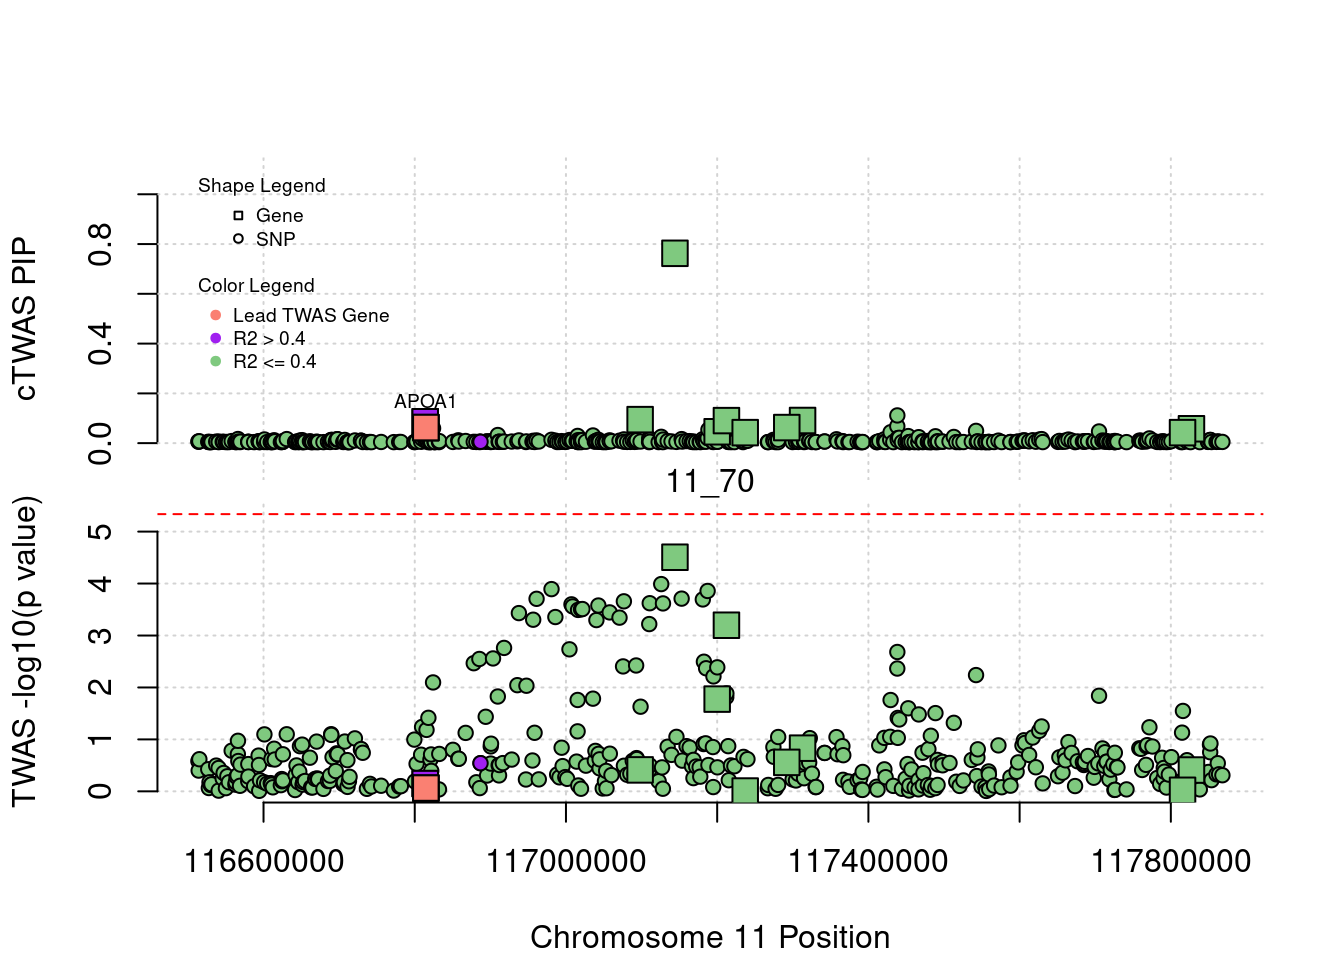 Shape Legend
Gene
SNP
Color Legend
Lead TWAS Gene
R2 > 0.4
R2 <= 0.4
APOA1
cTWAS PIP
0.8
0.4
0.0
11_70
TWAS -log10(p value)
5
4
3
2
1
0
116600000 117000000 117400000 117800000
Chromosome 11 Position